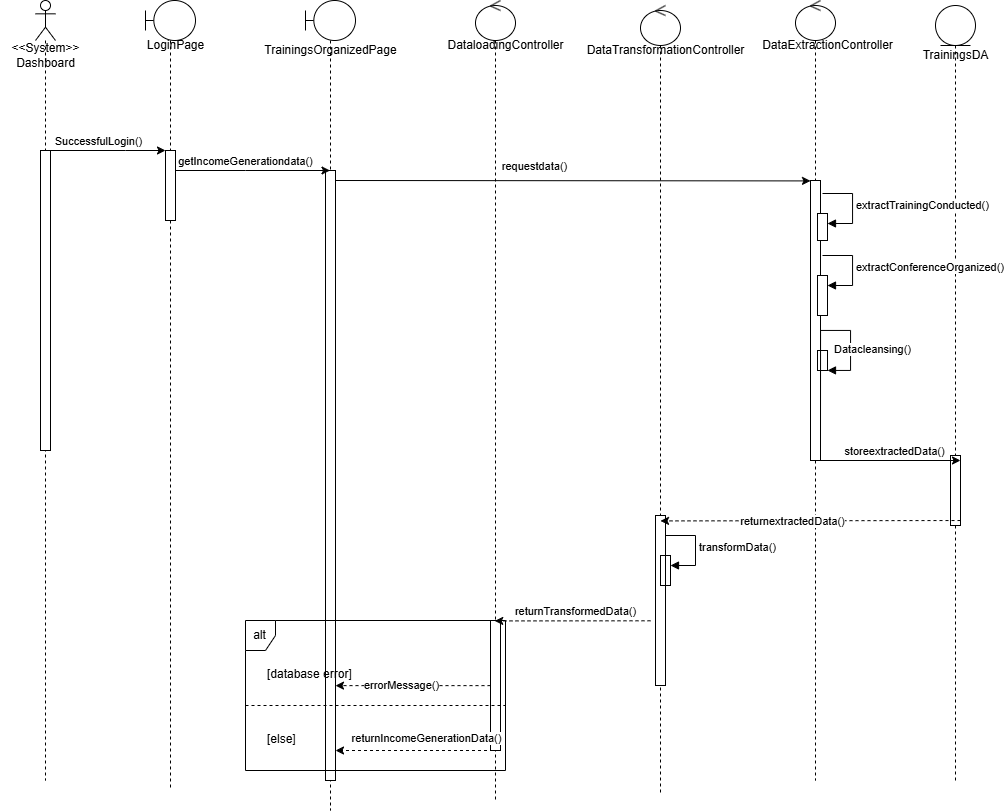 <<System>>
Dashboard
LoginPage
TrainingsOrganizedPage
DataloadingController
DataTransformationController
DataExtractionController
TrainingsDA
SuccessfulLogin()
getIncomeGenerationdata()
requestdata()
extractTrainingConducted()
extractConferenceOrganized()
Datacleansing()
storeextractedData()
returnextractedData()
transformData()
returnTransformedData()
alt
[database error]
errorMessage()
[else]
returnIncomeGenerationData()